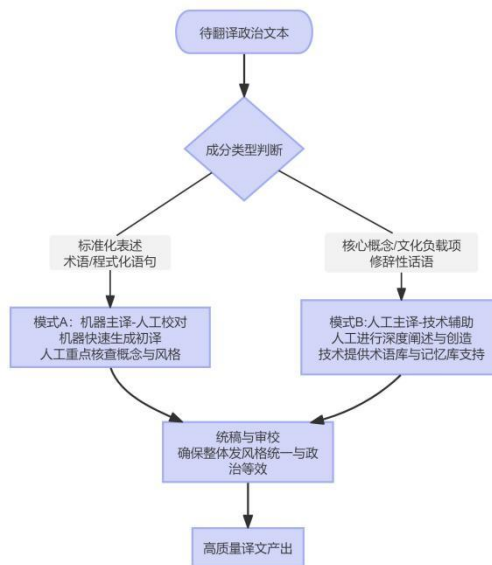 待翻译政治文本
成分类型判断
标准化表述
术语/程式化语句
核心概念/文化负载项
修辞性话语
模式A：机器主译-人工校对
机器快速生成初译
人工重点核查概念与风格
模式B:人工主译-技术辅助
人工进行深度阐述与创造
技术提供术语库与记忆库支持
统稿与审校
确保整体发风格统一与政
治等效
高质量译文产出